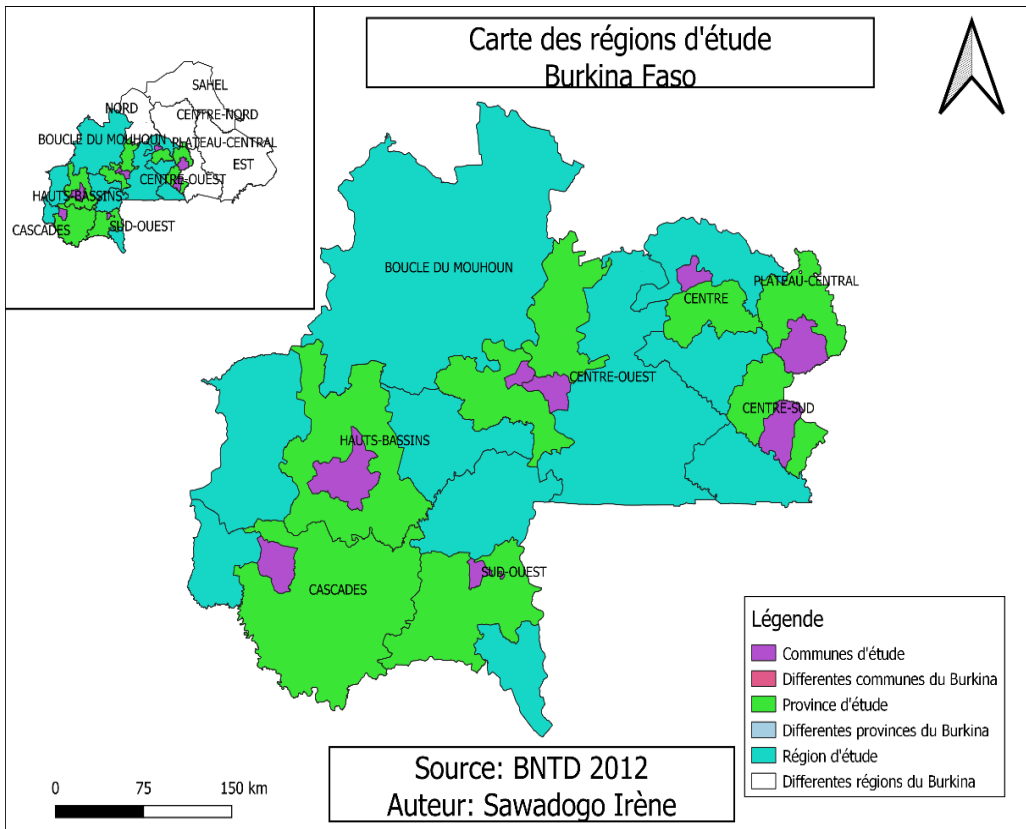 Carte des régions d'étude
Burkina Faso
SAHEL
NORD
CENTRE-NORD
BOUCLE DU MOUHOUN
PLATEAU-CENTRAL
EST
CENTRE-OUEST
HAUTS-BASSINS
CASCADES
SUD-OUEST
BOUCLE DU MOUHOUN
PLATEAU-CENTRAL
CENTRE
CENTRE-OUEST
CENTRE-SUD
HAUTS-BASSINS
SUD-OUEST
CASCADES
Légende
Communes d'étude
Differentes communes du Burkina
Province d'étude
Differentes provinces du Burkina
Région d'étude
Differentes régions du Burkina
0 75 150 km
Source: BNTD 2012
Auteur: Sawadogo Irène